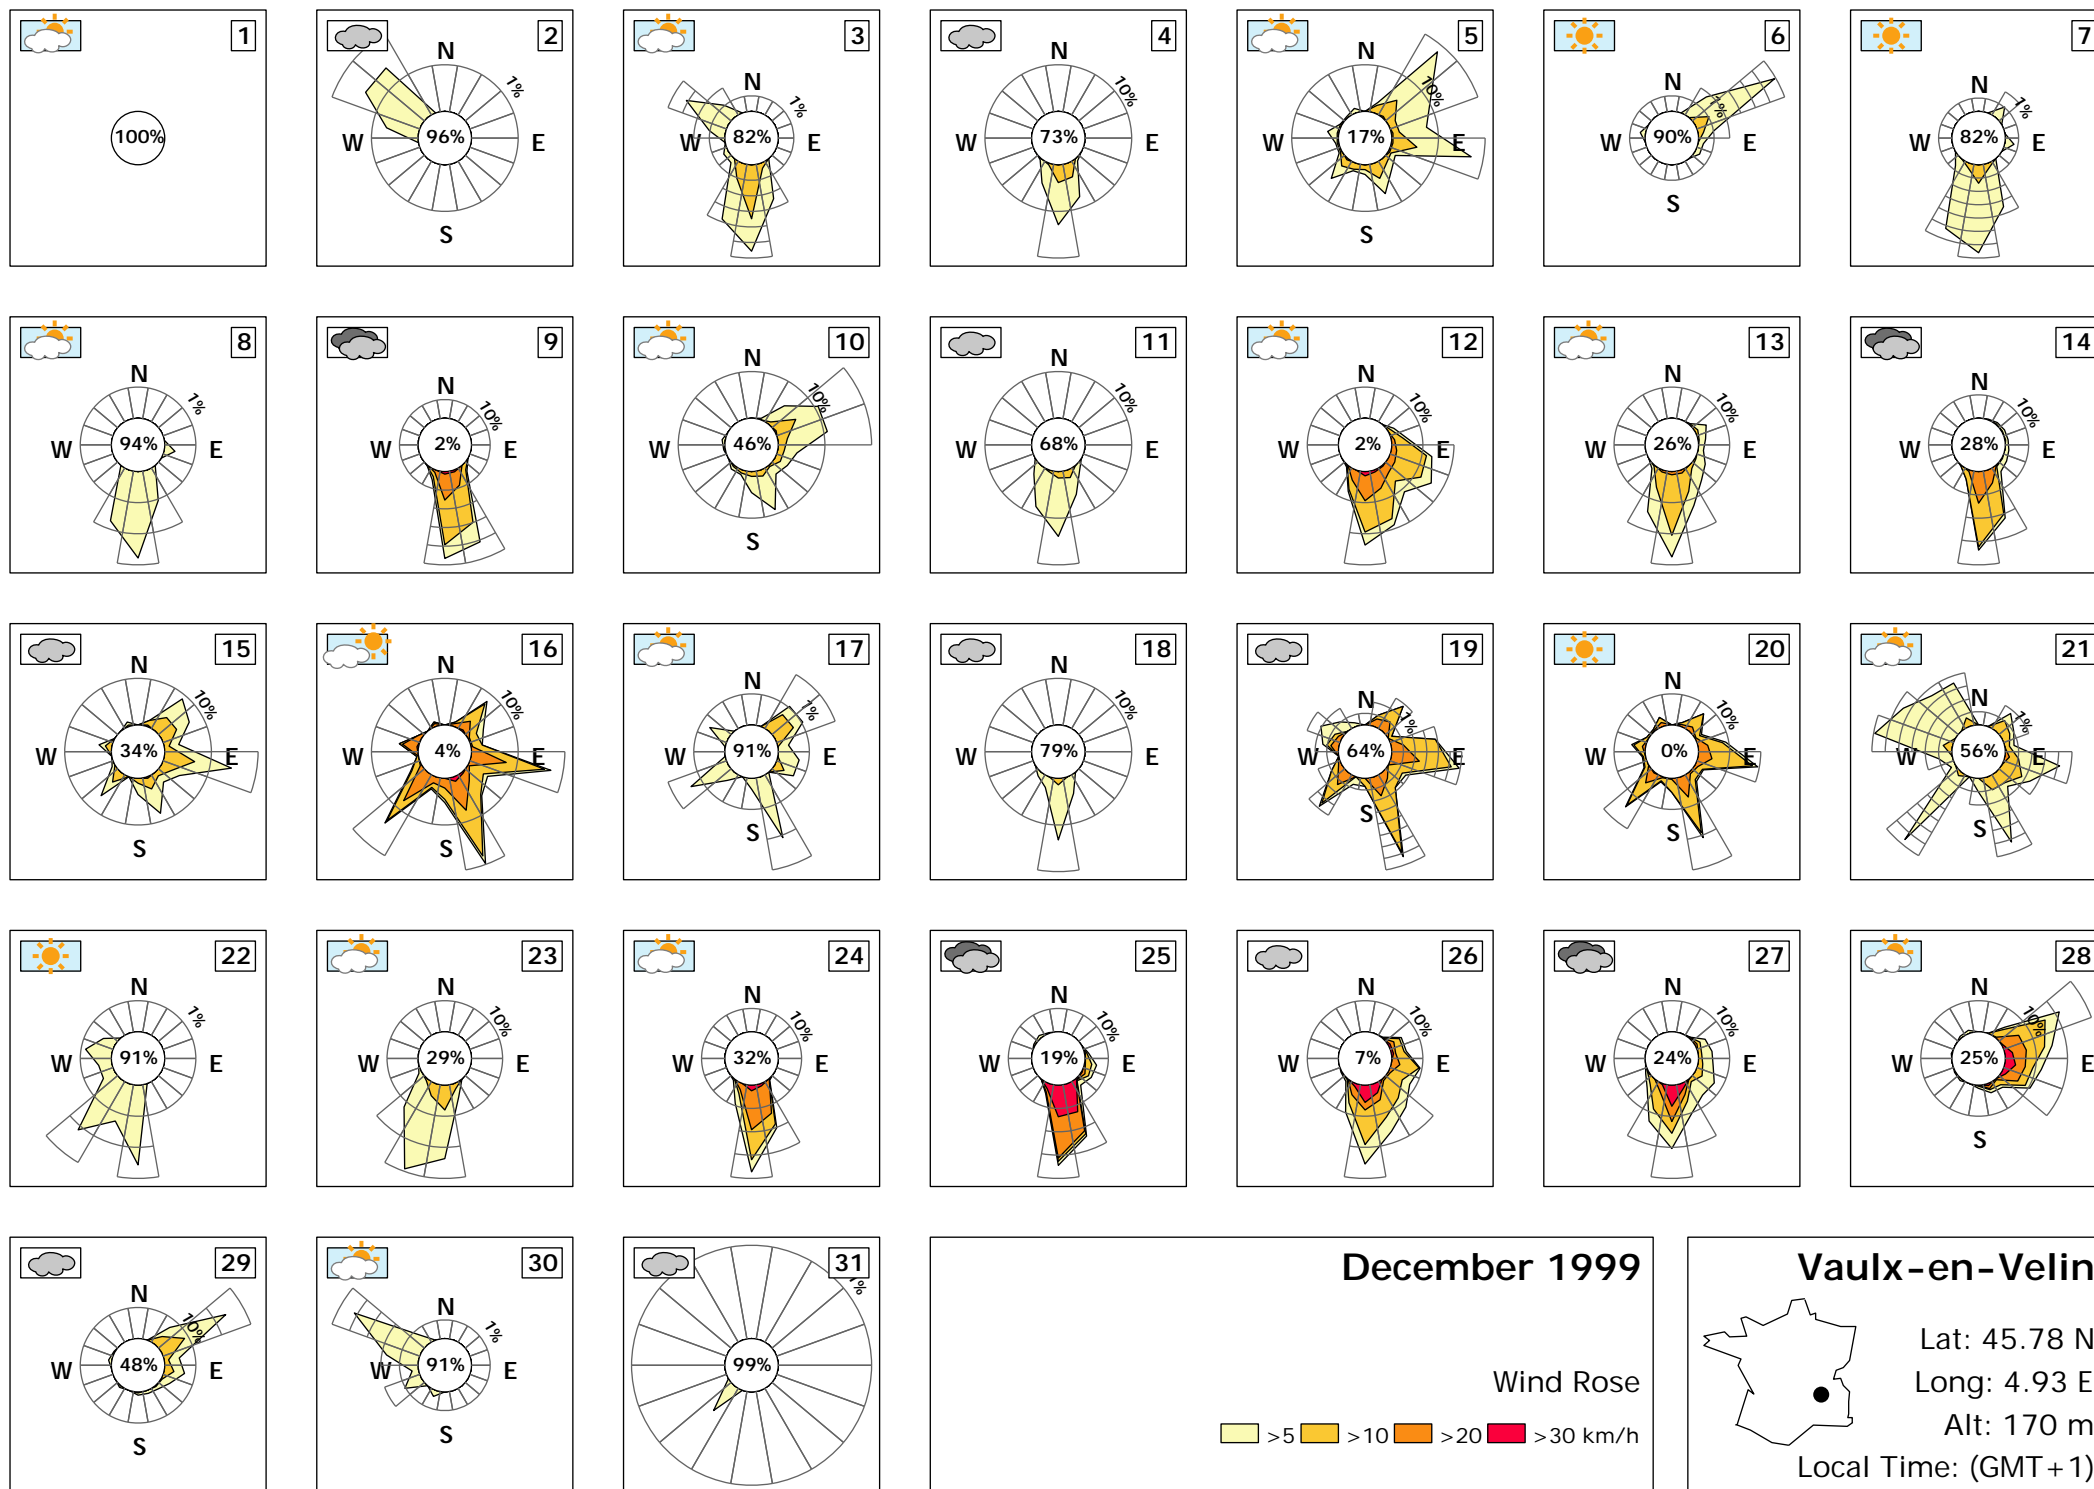 1
100%
2
N
1%
W 96% E
S
3
N
1%
W 82% E
S
4
N
10%
W 73% E
5
N
10%
W 17% E
S
6
N
1%
W 90% E
S
7
N
1%
W 82% E
8
N
1%
W 94% E
9
N
10%
W 2% E
10
N
10%
W 46% E
S
11
N
10%
W 68% E
12
N
10%
W 2% E
13
N
10%
W 26% E
14
N
10%
W 28% E
15
N
10%
W 34% E
S
16
N
10%
W 4% E
S
17
N
1%
W 91% E
S
18
N
10%
W 79% E
19
N
1%
W 64% E
S
20
N
10%
W 0% E
S
21
N
1%
W 56% E
S
22
N
1%
W 91% E
23
N
10%
W 29% E
24
N
10%
W 32% E
25
N
10%
W 19% E
26
N
10%
W 7% E
27
N
10%
W 24% E
28
N
10%
W 25% E
S
29
N
10%
W 48% E
S
30
N
1%
W 91% E
S
31
1%
99%
December 1999
Wind Rose
>5 >10 >20 >30 km/h
Vaulx-en-Velin
Lat: 45.78 N
Long: 4.93 E
Alt: 170 m
Local Time: (GMT+1)